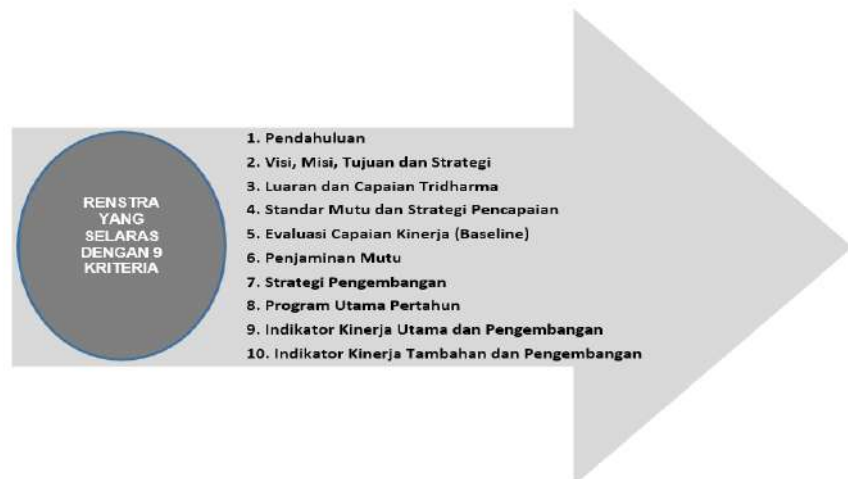 RENSTRA
YANG
SELARAS
DENGAN 9
KRITERIA
1. Pendahuluan
2. Visi, Misi, Tujuan dan Strategi
3. Luaran dan Capaian Tridharma
4. Standar Mutu dan Strategi Pencapaian
5. Evaluasi Capaian Kinerja (Baseline)
6. Penjaminan Mutu
7. Strategi Pengembangan
8. Program Utama Pertahun
9. Indikator Kinerja Utama dan Pengembangan
10. Indikator Kinerja Tambahan dan Pengembangan